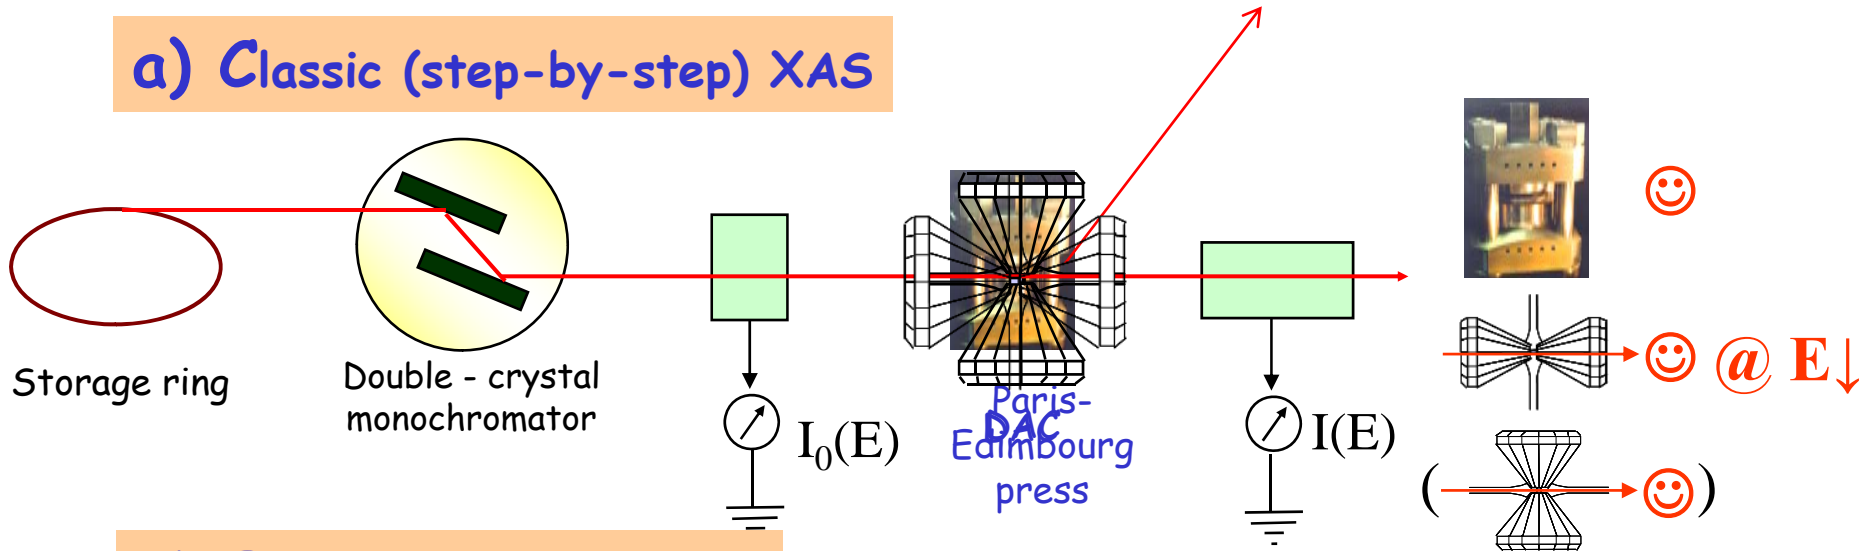 a) Classic (step-by-step) XAS
Storage ring
Double - crystal
monochromator
I₀(E)
Paris-
DAC
Edimbourg
press
I(E)
@ E↓
(
)